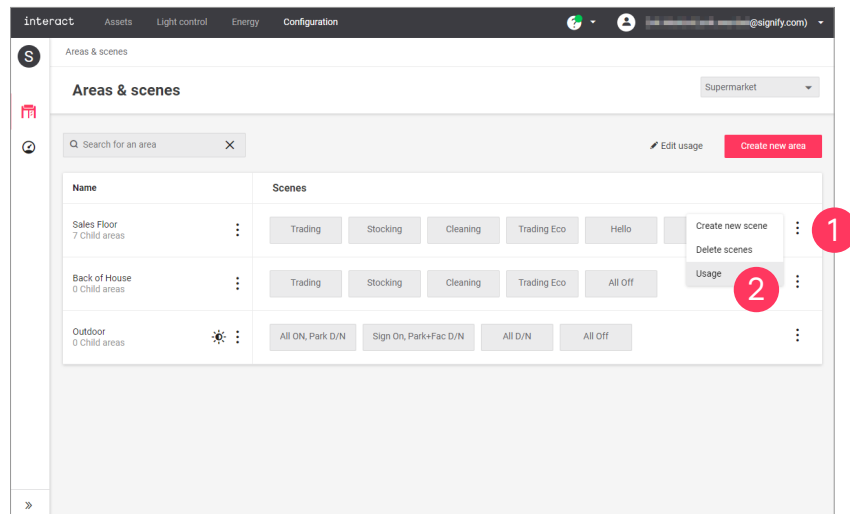 interact Assets Light control Energy Configuration ? @signify.com)
S Areas & scenes
Areas & scenes Supermarket
Search for an area Edit usage Create new area
Name Scenes
Sales Floor
7 Child areas
Trading Stocking Cleaning Trading Eco Hello
Create new scene
Delete scenes
Usage
1
2
Back of House
0 Child areas
Trading Stocking Cleaning Trading Eco All Off
Outdoor
0 Child areas
All ON, Park D/N Sign On, Park+Fac D/N All D/N All Off